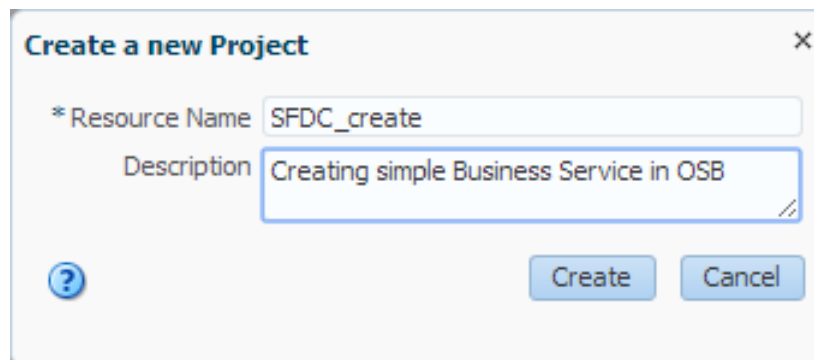 Create a new Project ×
* Resource Name SFDC_create
Description Creating simple Business Service in OSB
? Create Cancel